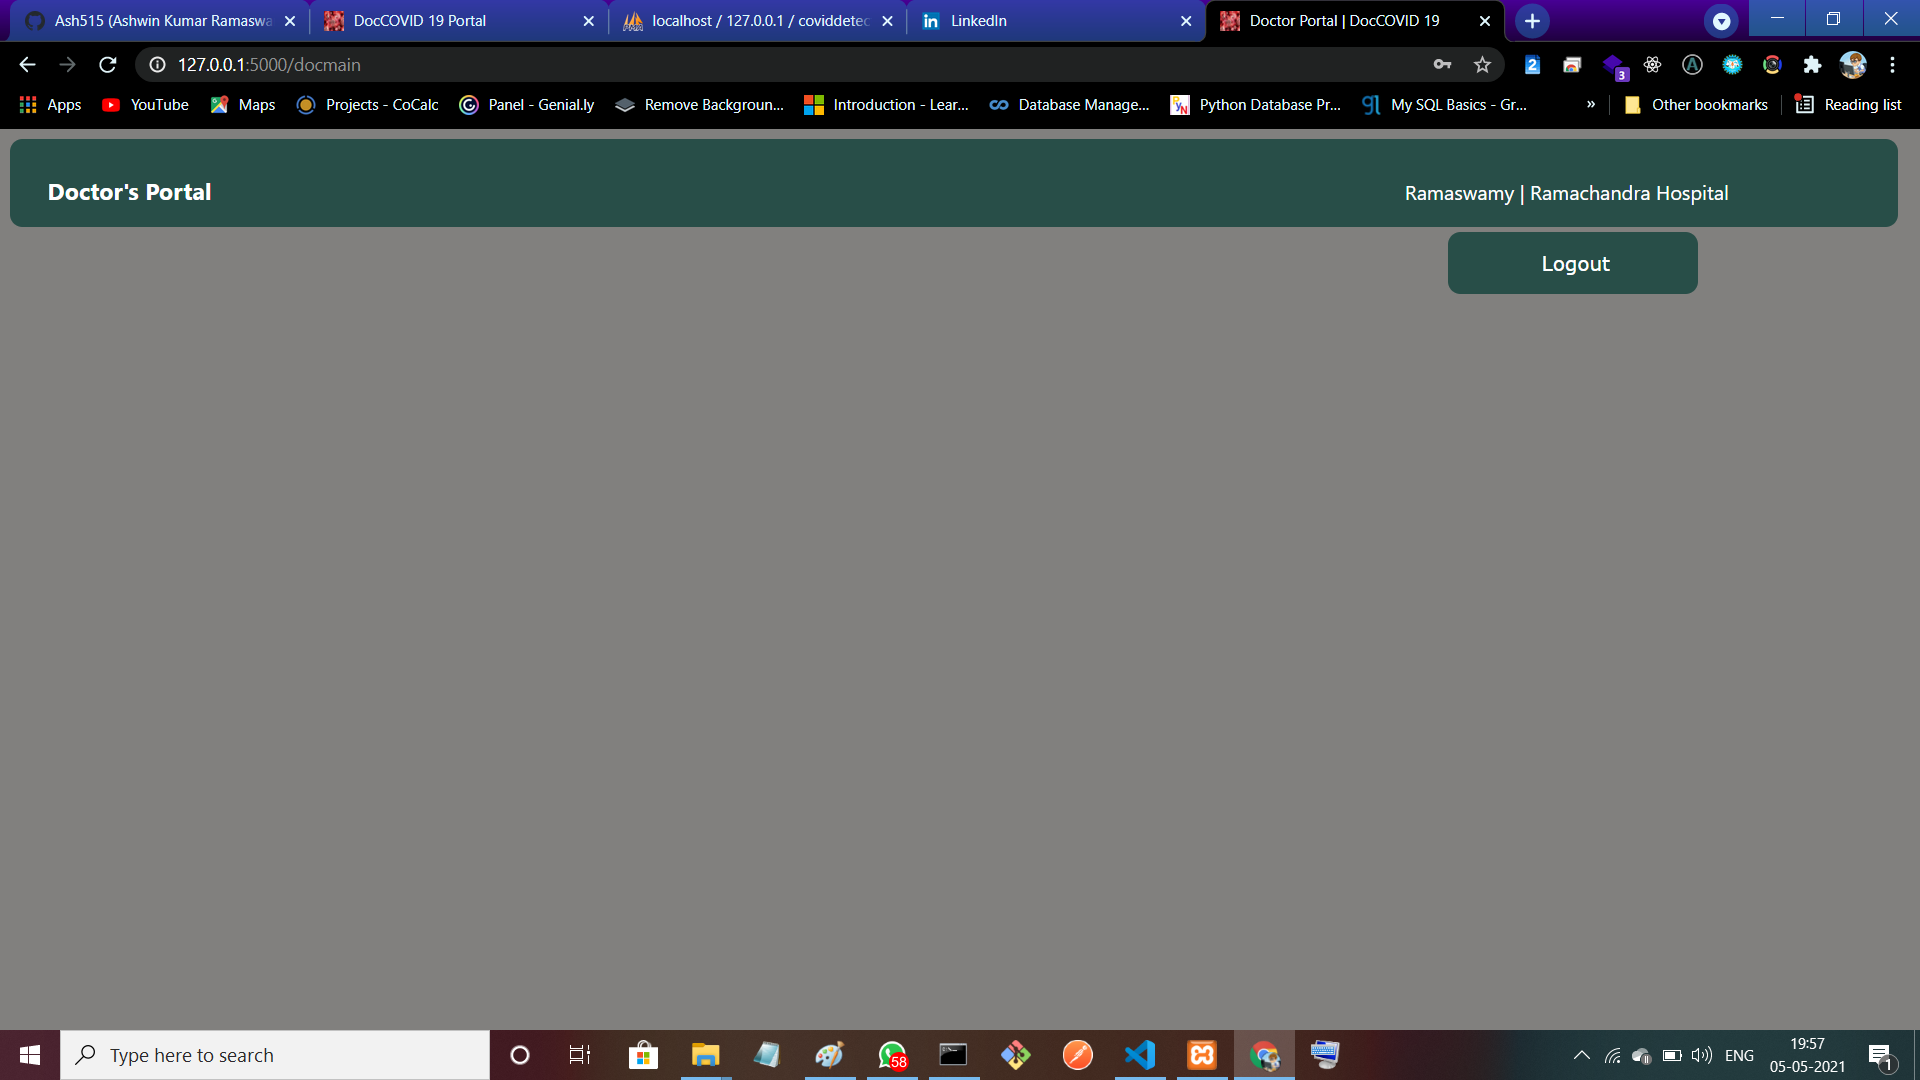 Ash515 (Ashwin Kumar Ramaswa
DocCOVID 19 Portal
localhost / 127.0.0.1 / coviddetec
LinkedIn
Doctor Portal | DocCOVID 19
127.0.0.1:5000/docmain
2
3
Apps
YouTube
Maps
Projects - CoCalc
Panel - Genial.ly
Remove Backgroun...
Introduction - Lear...
Database Manage...
Python Database Pr...
My SQL Basics - Gr...
»
Other bookmarks
Reading list
Doctor's Portal
Ramaswamy | Ramachandra Hospital
Logout
Type here to search
58
ENG
19:57
05-05-2021
1